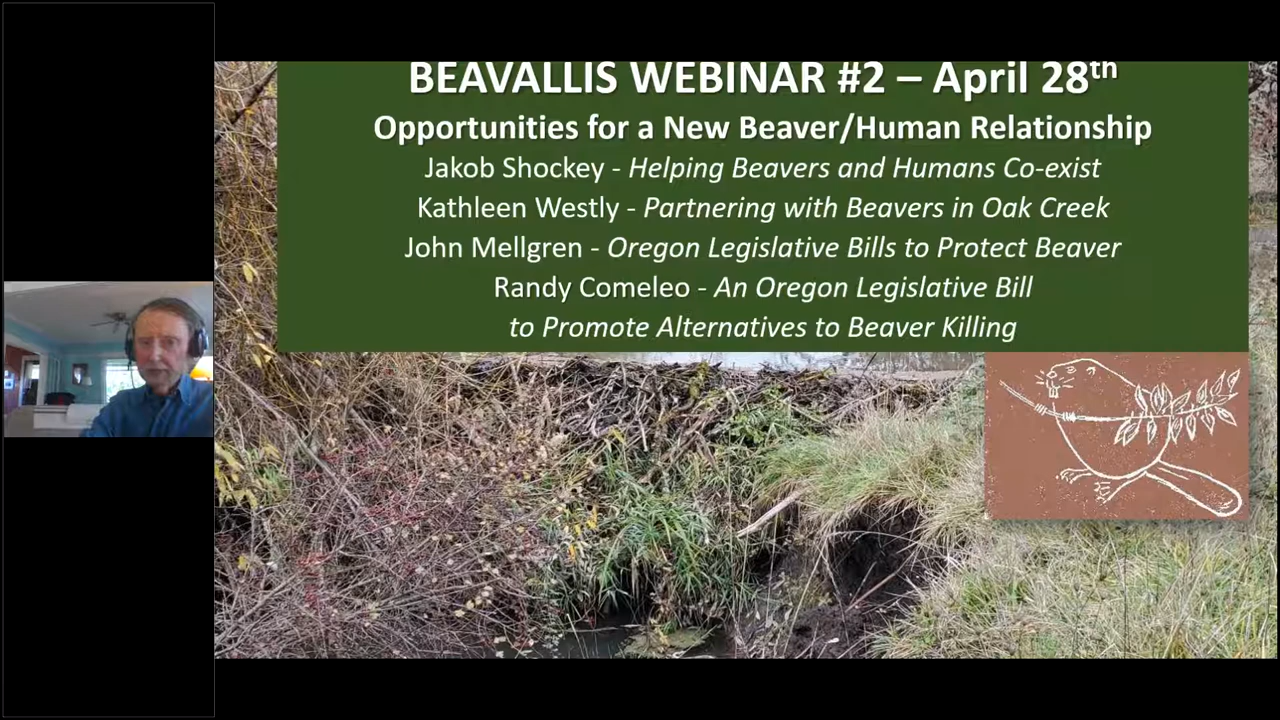 BEAVALLIS WEBINAR #2 – April 28th
Opportunities for a New Beaver/Human Relationship
Jakob Shockey - Helping Beavers and Humans Co-exist
Kathleen Westly - Partnering with Beavers in Oak Creek
John Mellgren - Oregon Legislative Bills to Protect Beaver
Randy Comeleo - An Oregon Legislative Bill
to Promote Alternatives to Beaver Killing